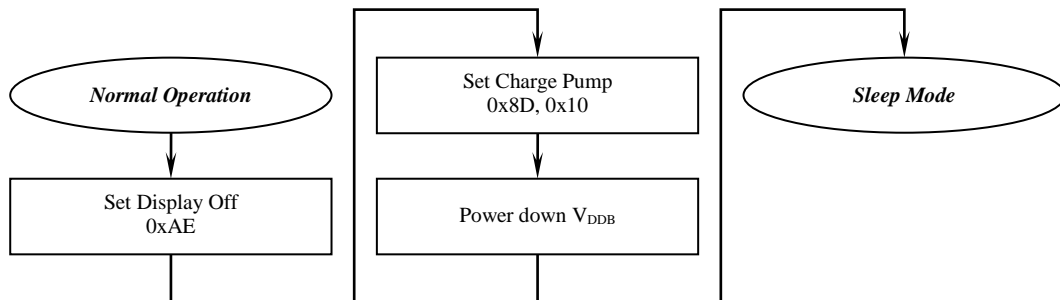 Normal Operation
Set Display Off
0xAE
Set Charge Pump
0x8D, 0x10
Power down VDDB
Sleep Mode